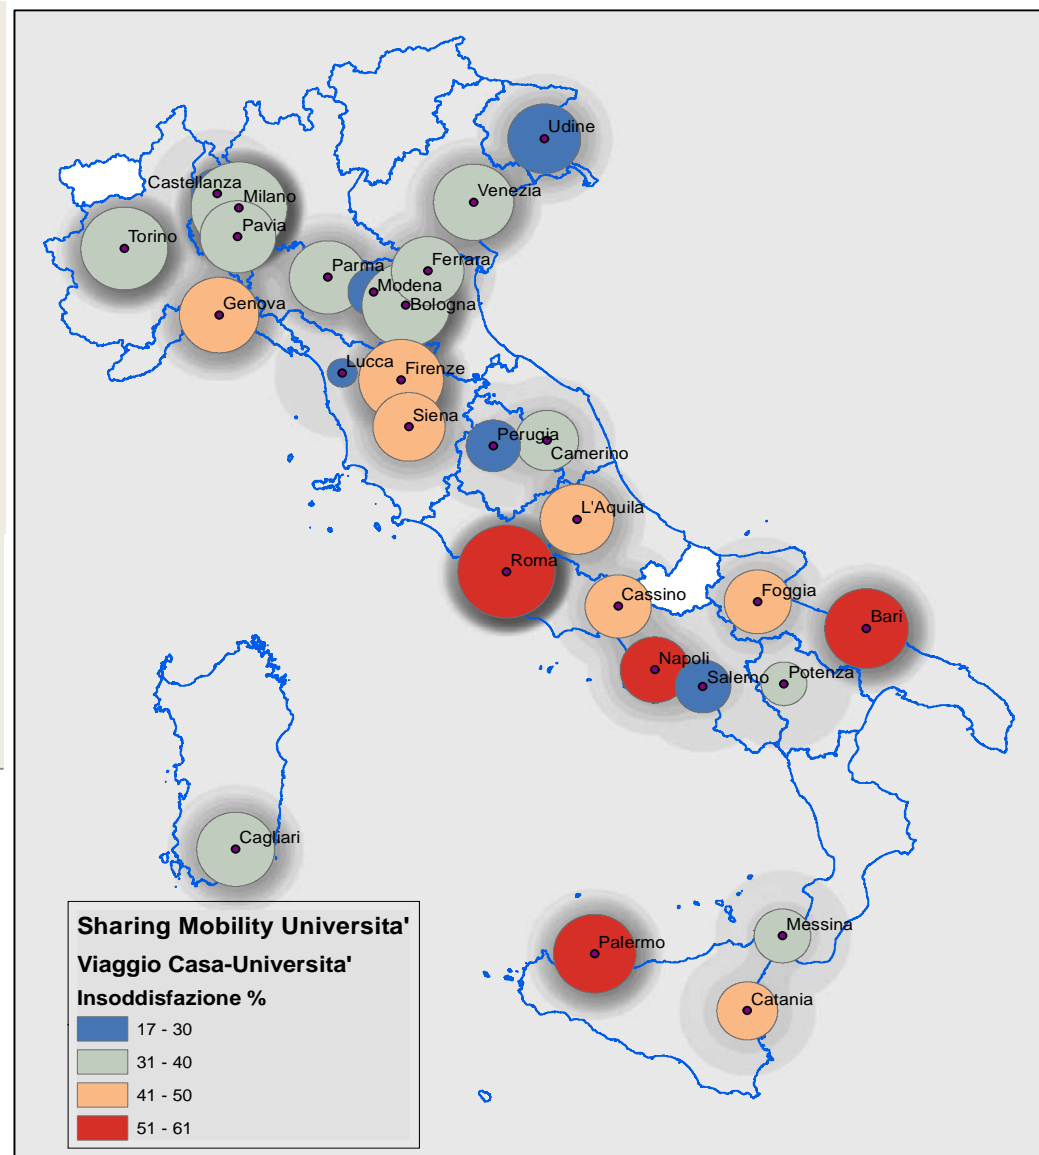 Udine
Castellanza
Milano
Venezia
Pavia
Torino
Ferrara
Parma
Modena
Genova
Bologna
Lucca
Firenze
Siena
Perugia
Camerino
L'Aquila
Roma
Cassino
Foggia
Bari
Napoli
Salerno
Potenza
Cagliari
Messina
Palermo
Catania
Sharing Mobility Universita'
Viaggio Casa-Universita'
Insoddisfazione %
17 - 30
31 - 40
41 - 50
51 - 61